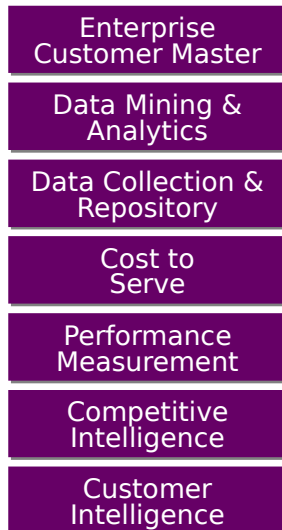 Enterprise
Customer Master
Data Mining &
Analytics
Data Collection &
Repository
Cost to
Serve
Performance
Measurement
Competitive
Intelligence
Customer
Intelligence